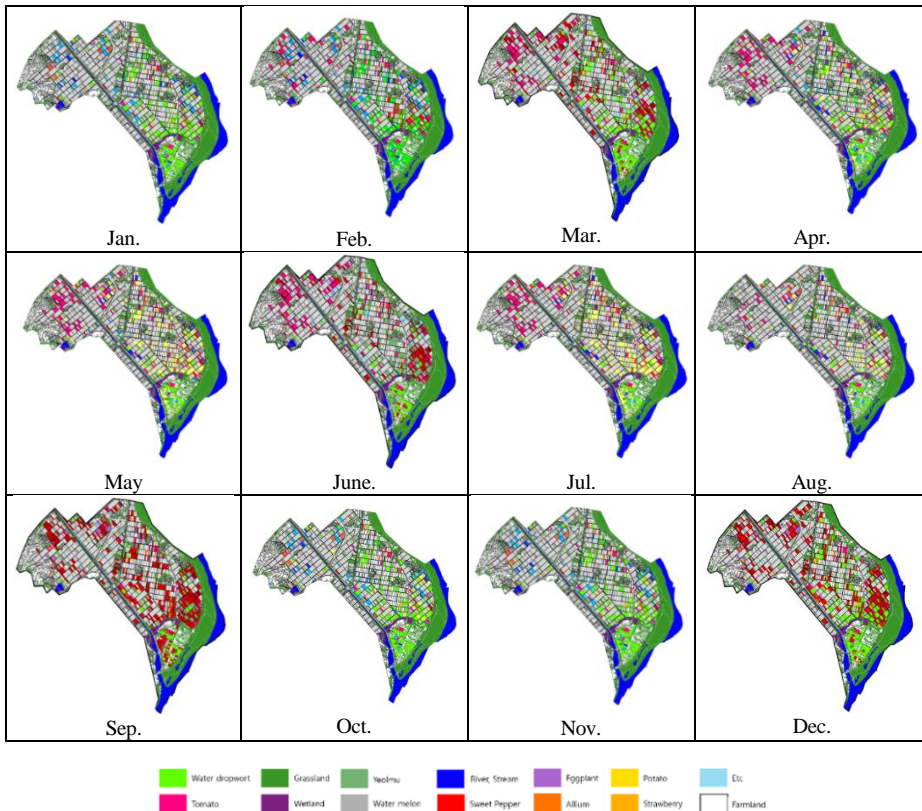 Jan.
Feb.
Mar.
Apr.
May
June.
Jul.
Aug.
Sep.
Oct.
Nov.
Dec.
Water dropwort Grassland Yeolmu River, Stream Eggplant Potato Etc
Tomato Wetland Water melon Sweet Pepper Allium Strawberry Farmland